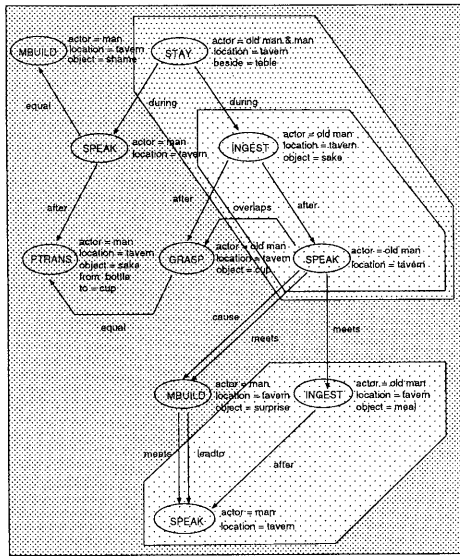 MBUILD
actor = man
location = tavern
object = shame
STAY
actor = old man & man
location = tavern
beside = table
equal
during
during
SPEAK
actor = man
location = tavern
INGEST
actor = old man
location = tavern
object = sake
after
after
overlaps
after
PTRANS
actor = man
location = tavern
object = sake
from bottle
to = cup
GRASP
actor = old man
location = tavern
object = cup
SPEAK
actor = old man
location = tavern
equal
cause
meets
meets
MBUILD
actor = man
location = tavern
object = surprise
INGEST
actor = old man
location = tavern
object = meal
meets
leadto
after
SPEAK
actor = man
location = tavern